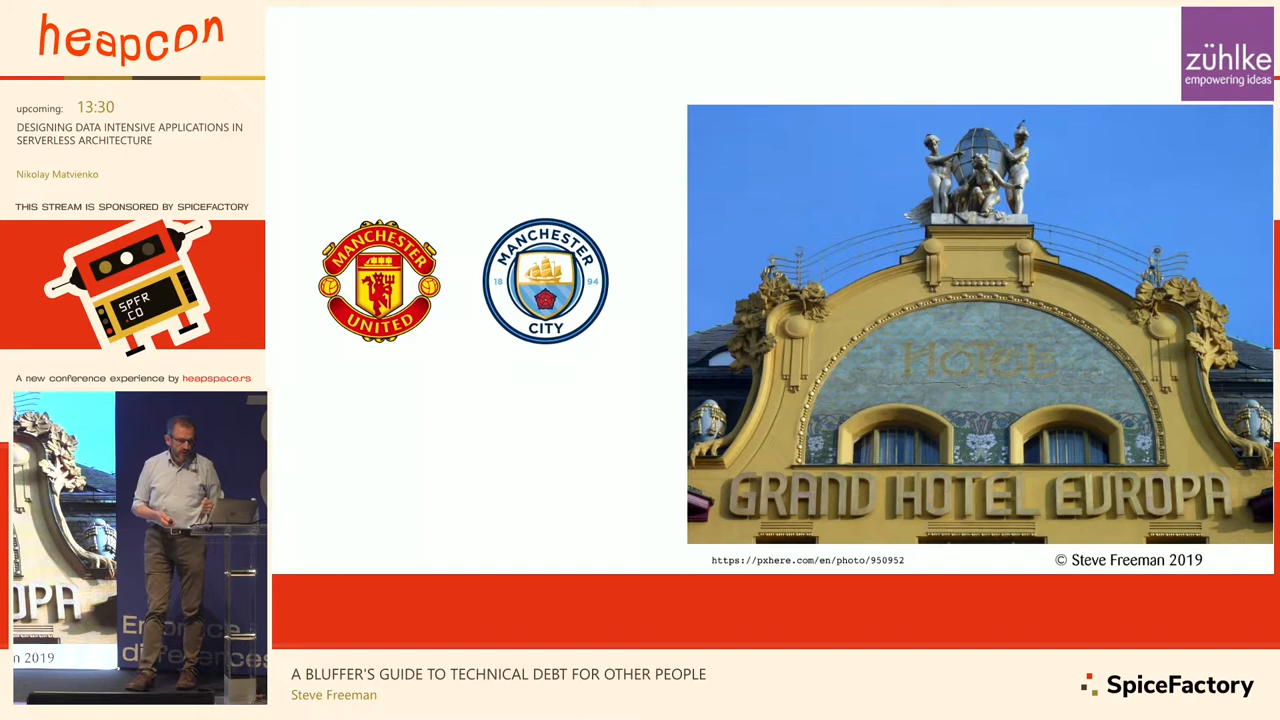 heapcon
upcoming: 13:30
DESIGNING DATA INTENSIVE APPLICATIONS IN
SERVERLESS ARCHITECTURE
Nikolay Matvienko
THIS STREAM IS SPONSORED BY SPICEFACTORY
SPFR
.CO
A new conference experience by heapspace.rs
zühlke
empowering ideas
MANCHESTER
UNITED
MANCHESTER
18 94
CITY
HOTEL
GRAND HOTEL EUROPA
https://pxhere.com/en/photo/950952
© Steve Freeman 2019
OPA
n 2019
A BLUFFER'S GUIDE TO TECHNICAL DEBT FOR OTHER PEOPLE
Steve Freeman
SpiceFactory